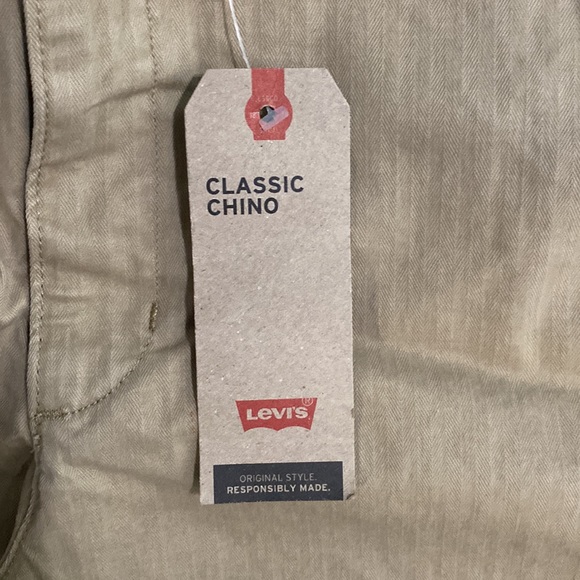 CLASSIC
CHINO
Levi's®
ORIGINAL STYLE.
RESPONSIBLY MADE.